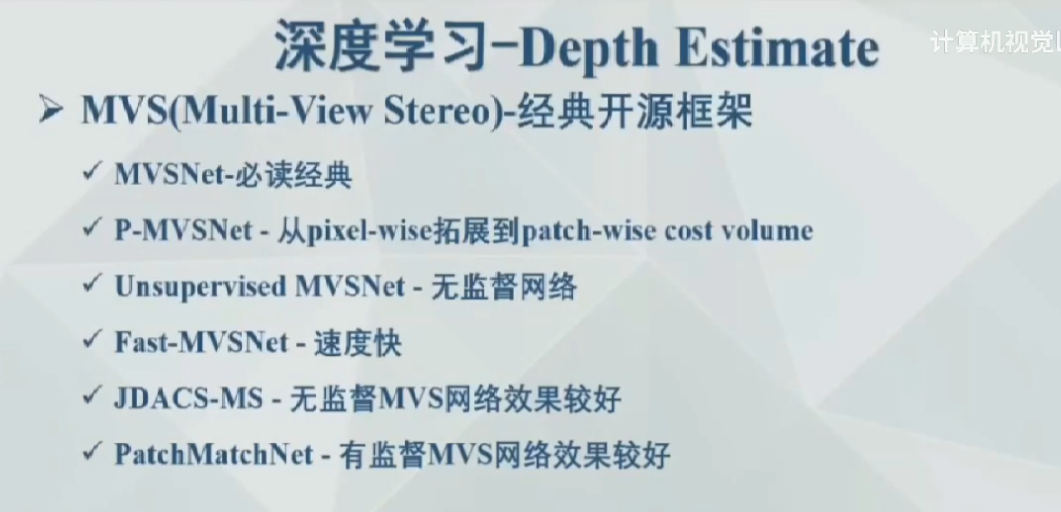 深度学习-Depth Estimate
计算机视觉
MVS(Multi-View Stereo)-经典开源框架
MVSNet-必读经典
P-MVSNet - 从pixel-wise拓展到patch-wise cost volume
Unsupervised MVSNet - 无监督网络
Fast-MVSNet - 速度快
JDACS-MS - 无监督MVS网络效果较好
PatchMatchNet - 有监督MVS网络效果较好